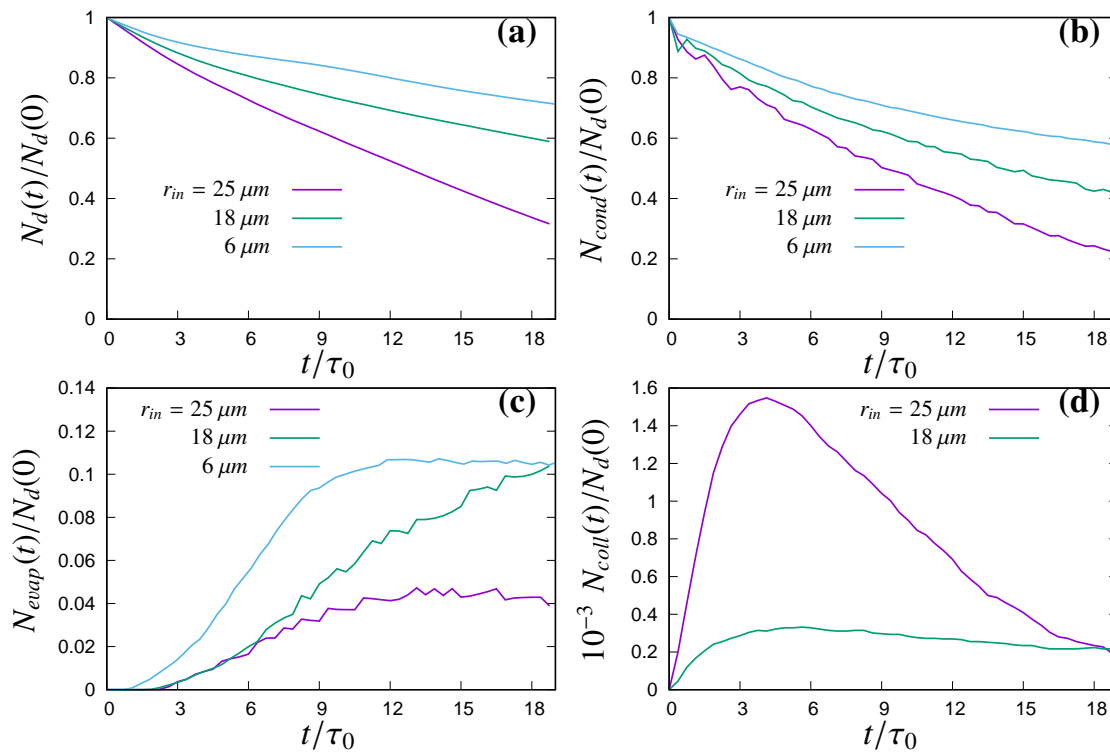 (a)
N_d(t)/N_d(0)
1
0.8
0.6
0.4
0.2
0
r_in = 25 μm
18 μm
6 μm
0 3 6 9 12 15 18
t/τ_0
(b)
N_cond(t)/N_d(0)
1
0.8
0.6
0.4
0.2
0
r_in = 25 μm
18 μm
6 μm
0 3 6 9 12 15 18
t/τ_0
(c)
N_evap(t)/N_d(0)
0.14
0.12
0.1
0.08
0.06
0.04
0.02
0
r_in = 25 μm
18 μm
6 μm
0 3 6 9 12 15 18
t/τ_0
(d)
10⁻³ N_coll(t)/N_d(0)
1.6
1.4
1.2
1
0.8
0.6
0.4
0.2
0
r_in = 25 μm
18 μm
0 3 6 9 12 15 18
t/τ_0